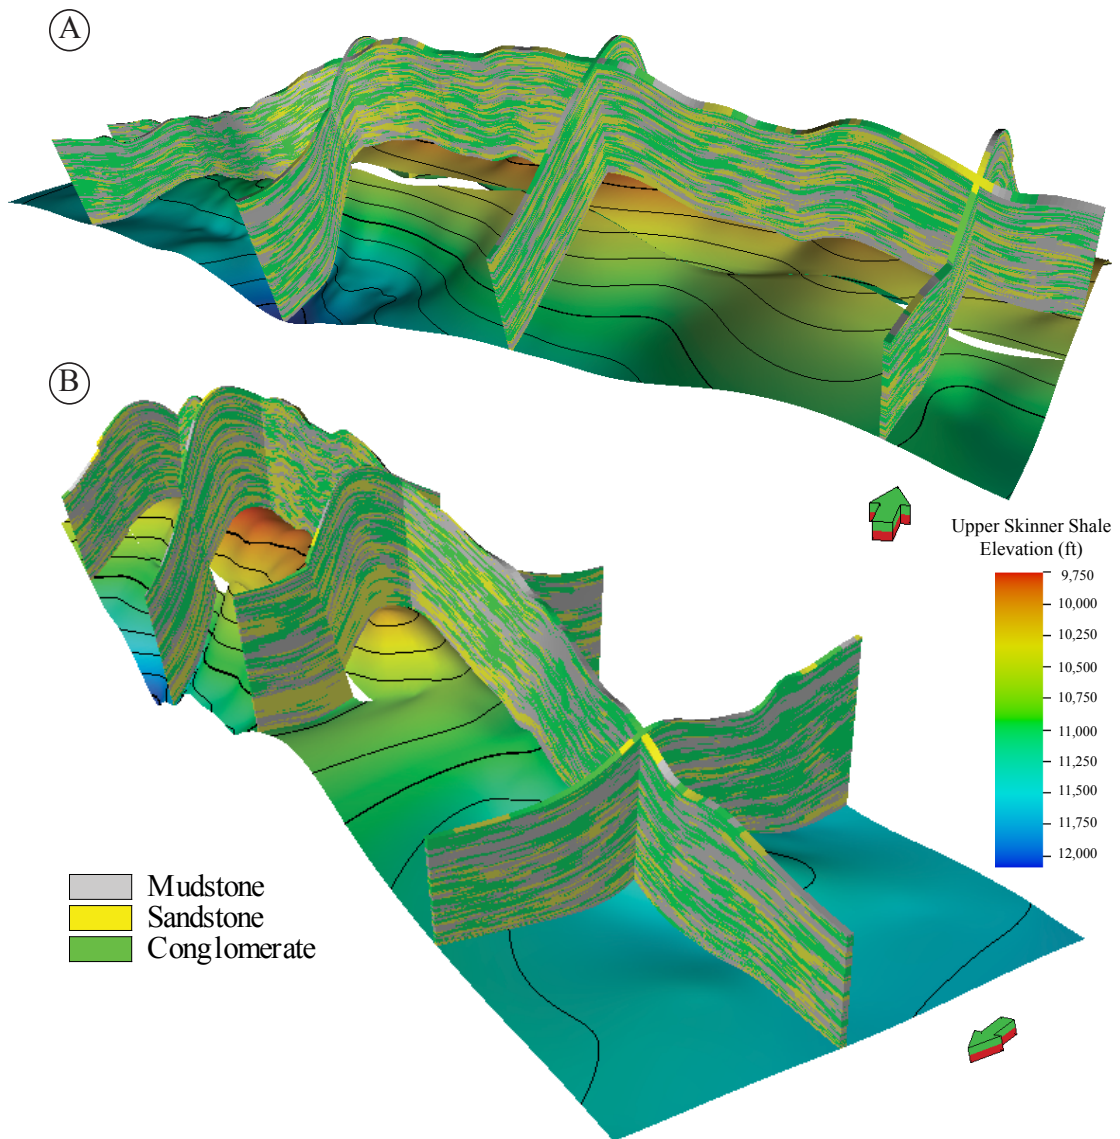 A
B
Upper Skinner Shale
Elevation (ft)
9,750
10,000
10,250
10,500
10,750
11,000
11,250
11,500
11,750
12,000
Mudstone
Sandstone
Conglomerate